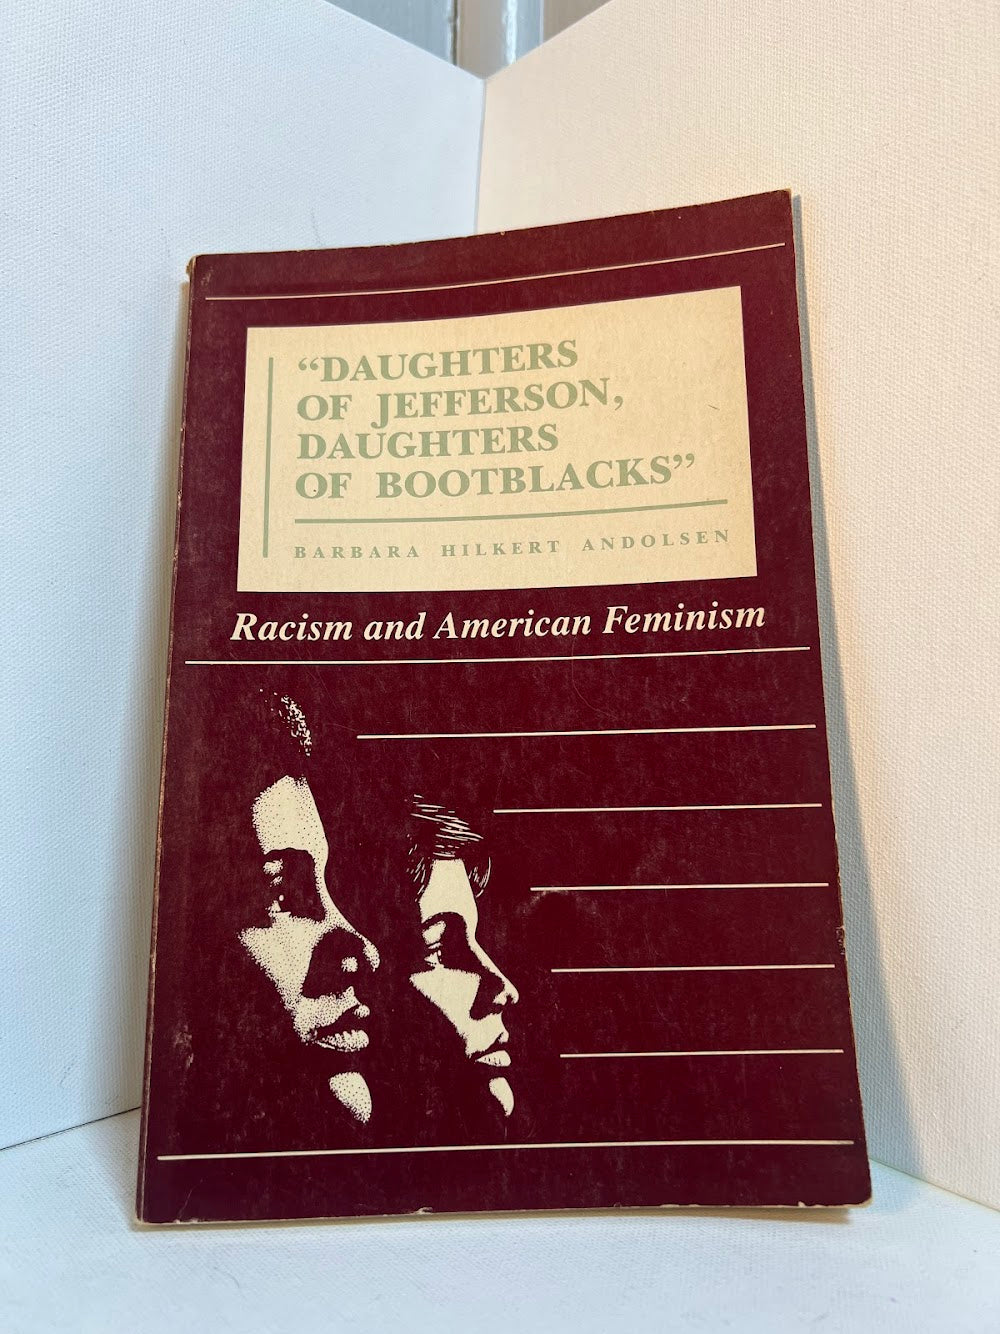 “DAUGHTERS
OF JEFFERSON,
DAUGHTERS
OF BOOTBLACKS”
BARBARA HILKERT ANDOLSEN
Racism and American Feminism